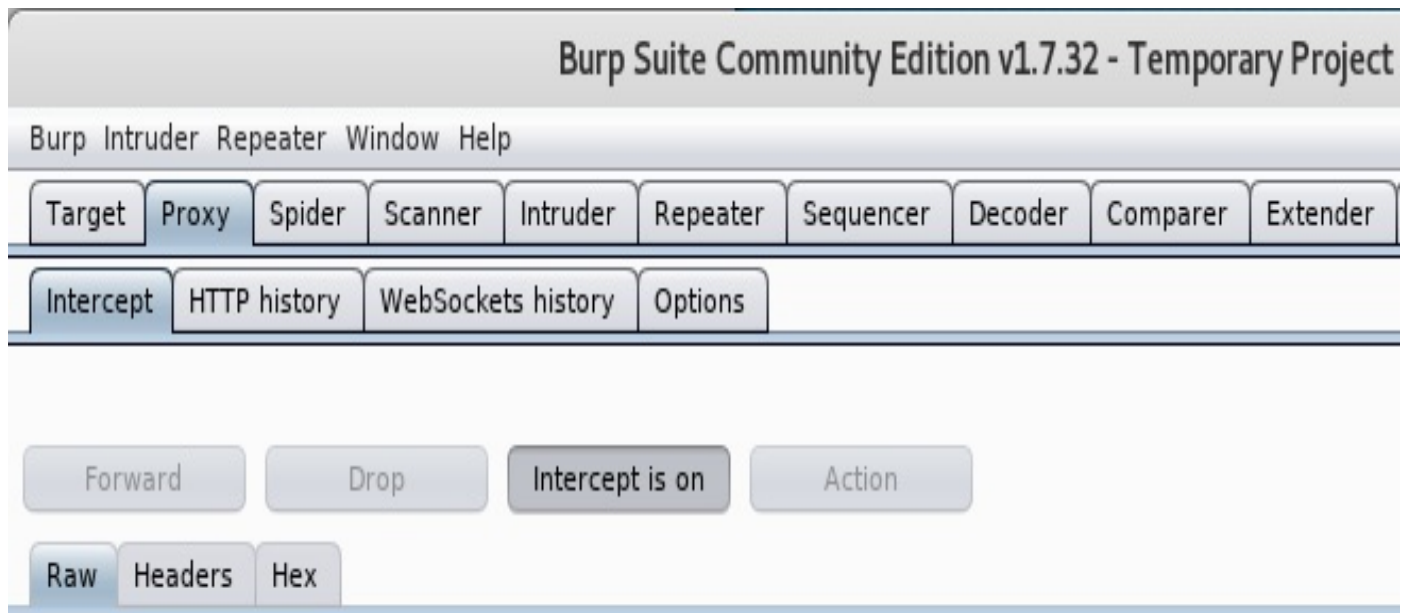 Burp Suite Community Edition v1.7.32 - Temporary Project
Burp Intruder Repeater Window Help
Target Proxy Spider Scanner Intruder Repeater Sequencer Decoder Comparer Extender
Intercept HTTP history WebSockets history Options
Forward Drop Intercept is on Action
Raw Headers Hex